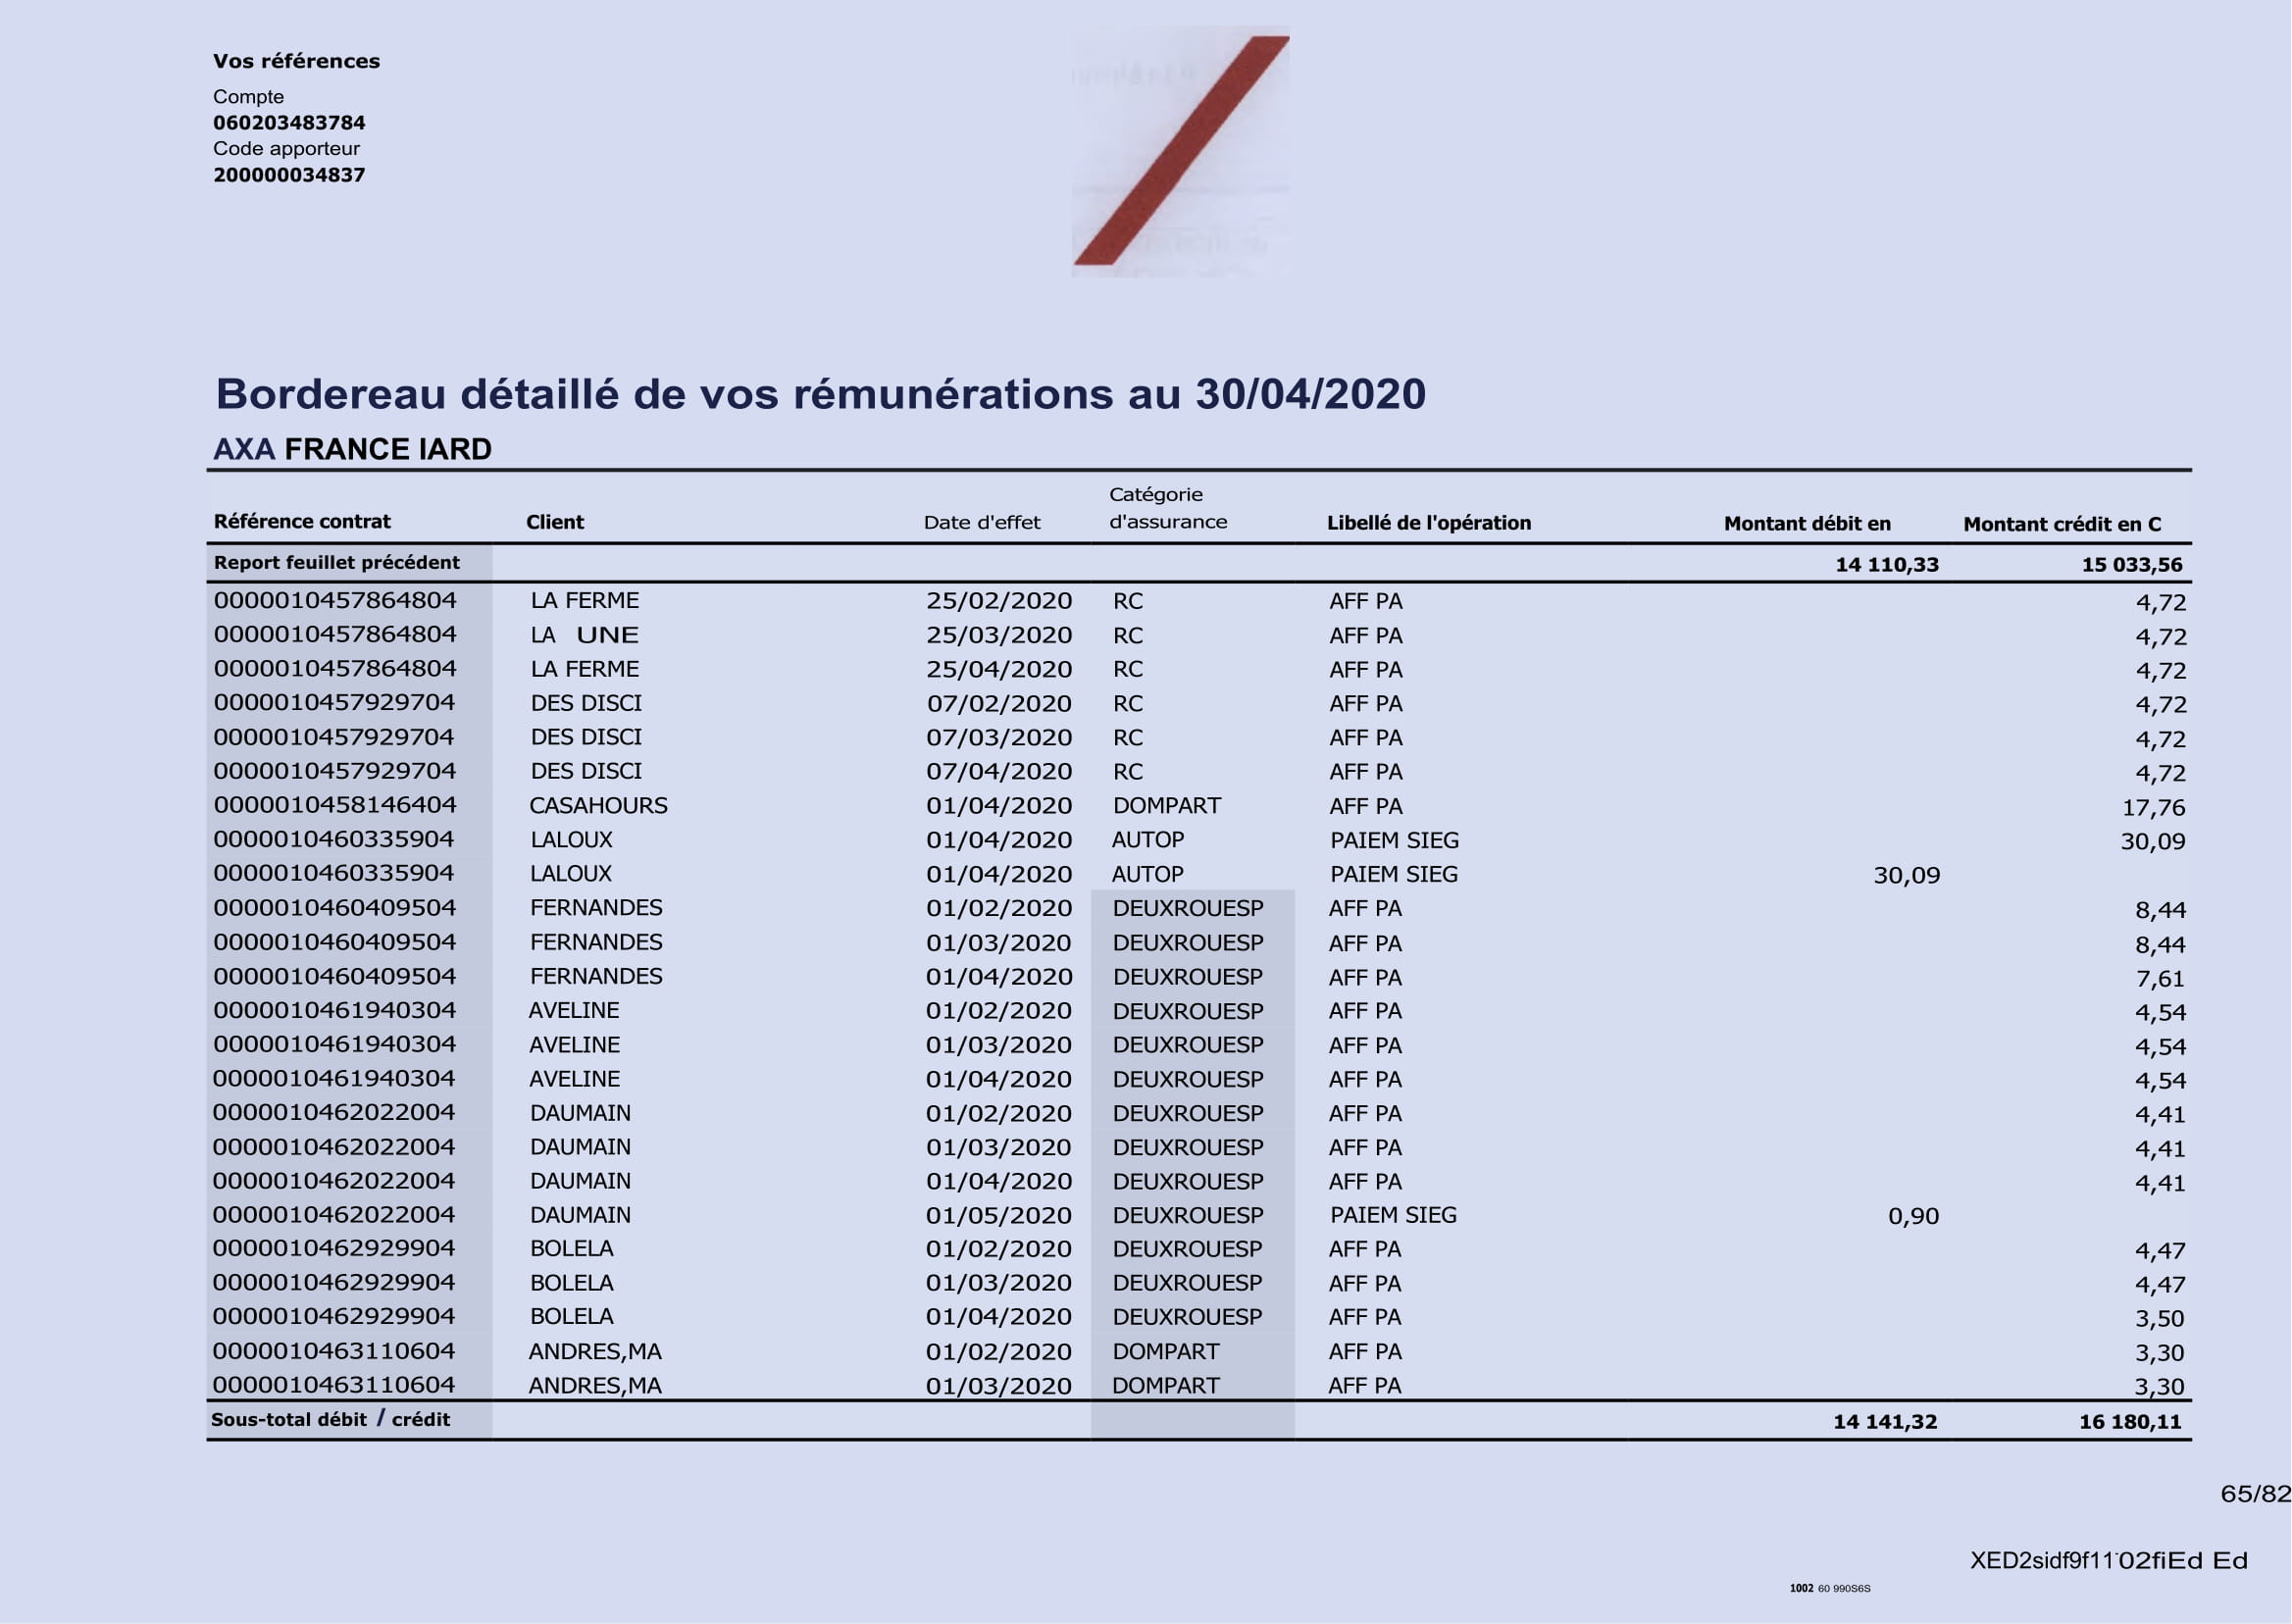 Vos références
Compte
060203483784
Code apporteur
200000034837
Bordereau détaillé de vos rémunérations au 30/04/2020
AXA FRANCE IARD
Référence contrat Client Date d'effet Catégorie d'assurance Libellé de l'opération Montant débit en Montant crédit en C
Report feuillet précédent 14 110,33 15 033,56
0000010457864804 LA FERME 25/02/2020 RC AFF PA 4,72
0000010457864804 LA UNE 25/03/2020 RC AFF PA 4,72
0000010457864804 LA FERME 25/04/2020 RC AFF PA 4,72
0000010457929704 DES DISCI 07/02/2020 RC AFF PA 4,72
0000010457929704 DES DISCI 07/03/2020 RC AFF PA 4,72
0000010457929704 DES DISCI 07/04/2020 RC AFF PA 4,72
0000010458146404 CASAHOURS 01/04/2020 DOMPART AFF PA 17,76
0000010460335904 LALOUX 01/04/2020 AUTOP PAIEM SIEG 30,09
0000010460335904 LALOUX 01/04/2020 AUTOP PAIEM SIEG 30,09
0000010460409504 FERNANDES 01/02/2020 DEUXROUESP AFF PA 8,44
0000010460409504 FERNANDES 01/03/2020 DEUXROUESP AFF PA 8,44
0000010460409504 FERNANDES 01/04/2020 DEUXROUESP AFF PA 7,61
0000010461940304 AVELINE 01/02/2020 DEUXROUESP AFF PA 4,54
0000010461940304 AVELINE 01/03/2020 DEUXROUESP AFF PA 4,54
0000010461940304 AVELINE 01/04/2020 DEUXROUESP AFF PA 4,54
0000010462022004 DAUMAIN 01/02/2020 DEUXROUESP AFF PA 4,41
0000010462022004 DAUMAIN 01/03/2020 DEUXROUESP AFF PA 4,41
0000010462022004 DAUMAIN 01/04/2020 DEUXROUESP AFF PA 4,41
0000010462022004 DAUMAIN 01/05/2020 DEUXROUESP PAIEM SIEG 0,90
0000010462929904 BOLELA 01/02/2020 DEUXROUESP AFF PA 4,47
0000010462929904 BOLELA 01/03/2020 DEUXROUESP AFF PA 4,47
0000010462929904 BOLELA 01/04/2020 DEUXROUESP AFF PA 3,50
0000010463110604 ANDRES,MA 01/02/2020 DOMPART AFF PA 3,30
0000010463110604 ANDRES,MA 01/03/2020 DOMPART AFF PA 3,30
Sous-total débit / crédit 14 141,32 16 180,11
65/82
XED2sidf9f11 02fiEd Ed
1002 60 990S6S